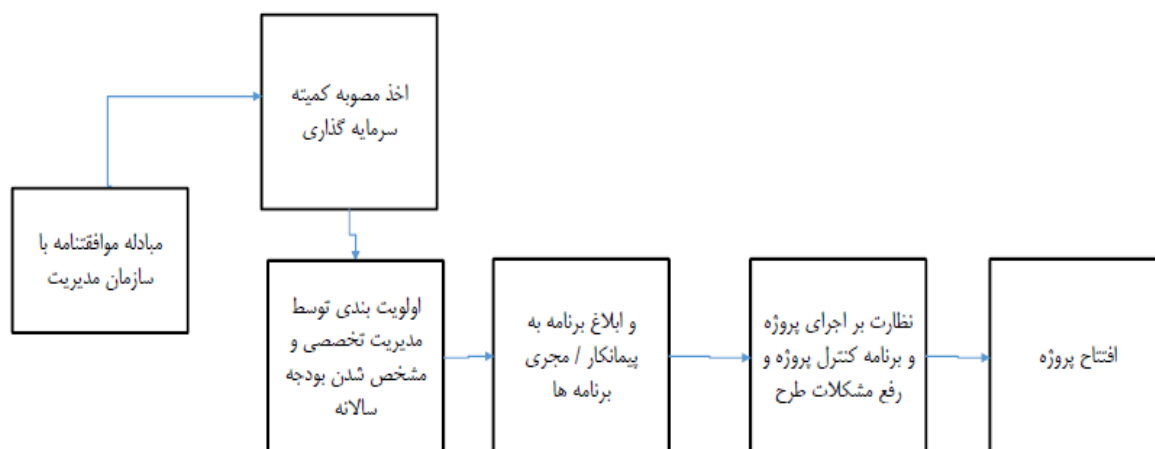 مبادله موافقتنامه با
سازمان مدیریت
اخذ مصوبه کمیته
سرمایه گذاری
اولویت بندی توسط
مدیریت تخصصی و
مشخص شدن بودجه
سالانه
و ابلاغ برنامه به
پیمانکار / مجری
برنامه ها
نظارت بر اجرای پروژه
و برنامه کنترل پروژه و
رفع مشکلات طرح
افتتاح پروژه